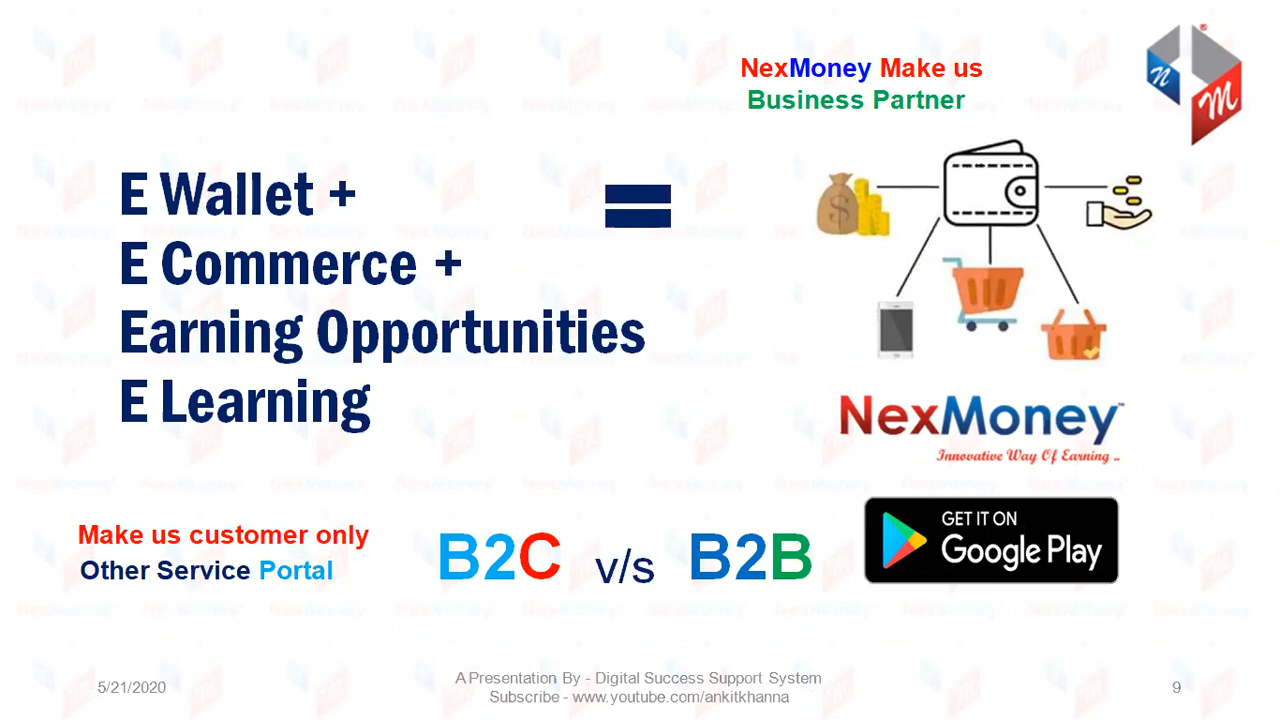 NexMoney Make us
Business Partner
n
m
E Wallet +
=
E Commerce +
Earning Opportunities
E Learning
$
NexMoney™
Innovative Way Of Earning ..
Make us customer only
Other Service Portal
B2C v/s B2B
GET IT ON
Google Play
5/21/2020
A Presentation By - Digital Success Support System
Subscribe - www.youtube.com/ankitkhanna
9